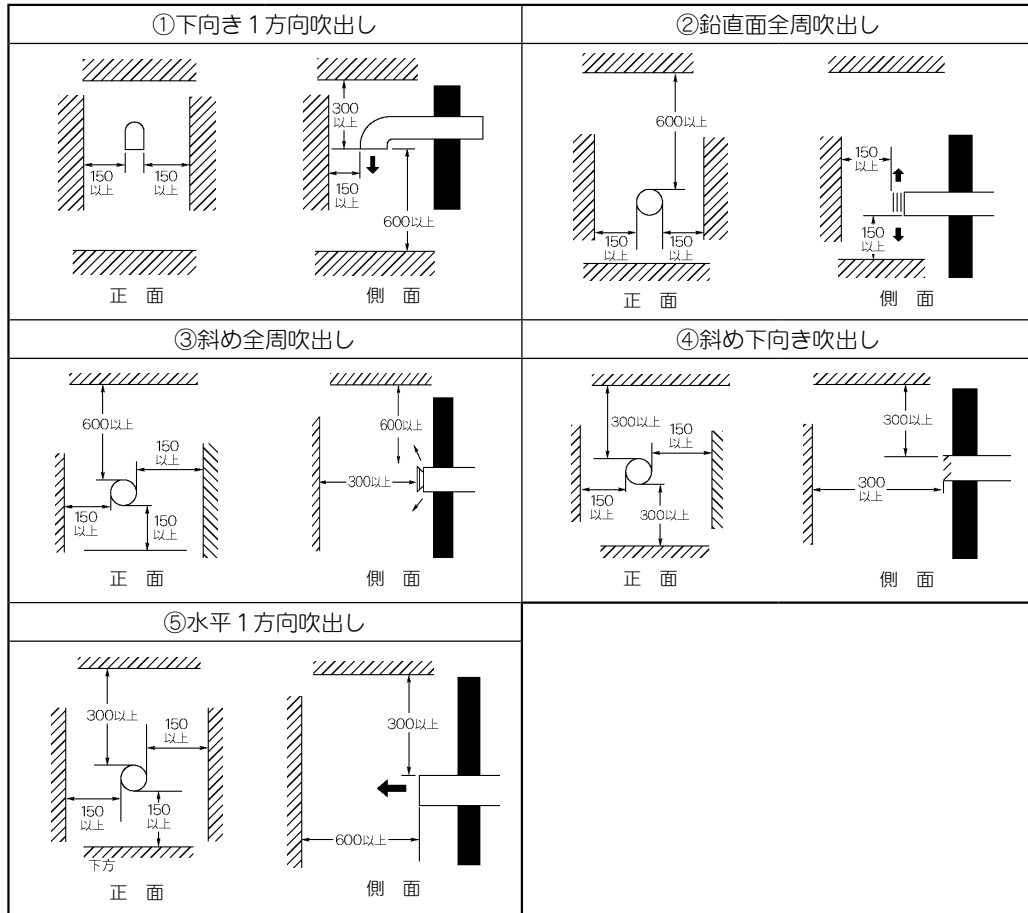 ①下向き1方向吹出し
300
以上
150
以上
150
以上
150
以上
600以上
正 面
側 面
②鉛直面全周吹出し
600以上
150
以上
150
以上
150
以上
150
以上
正 面
側 面
③斜め全周吹出し
600以上
150
以上
150
以上
150
以上
600以上
300以上
正 面
側 面
④斜め下向き吹出し
300以上
150
以上
150
以上
300以上
300以上
300
以上
正 面
側 面
⑤水平1方向吹出し
300以上
150
以上
150
以上
150
以上
下方
300以上
600以上
正 面
側 面